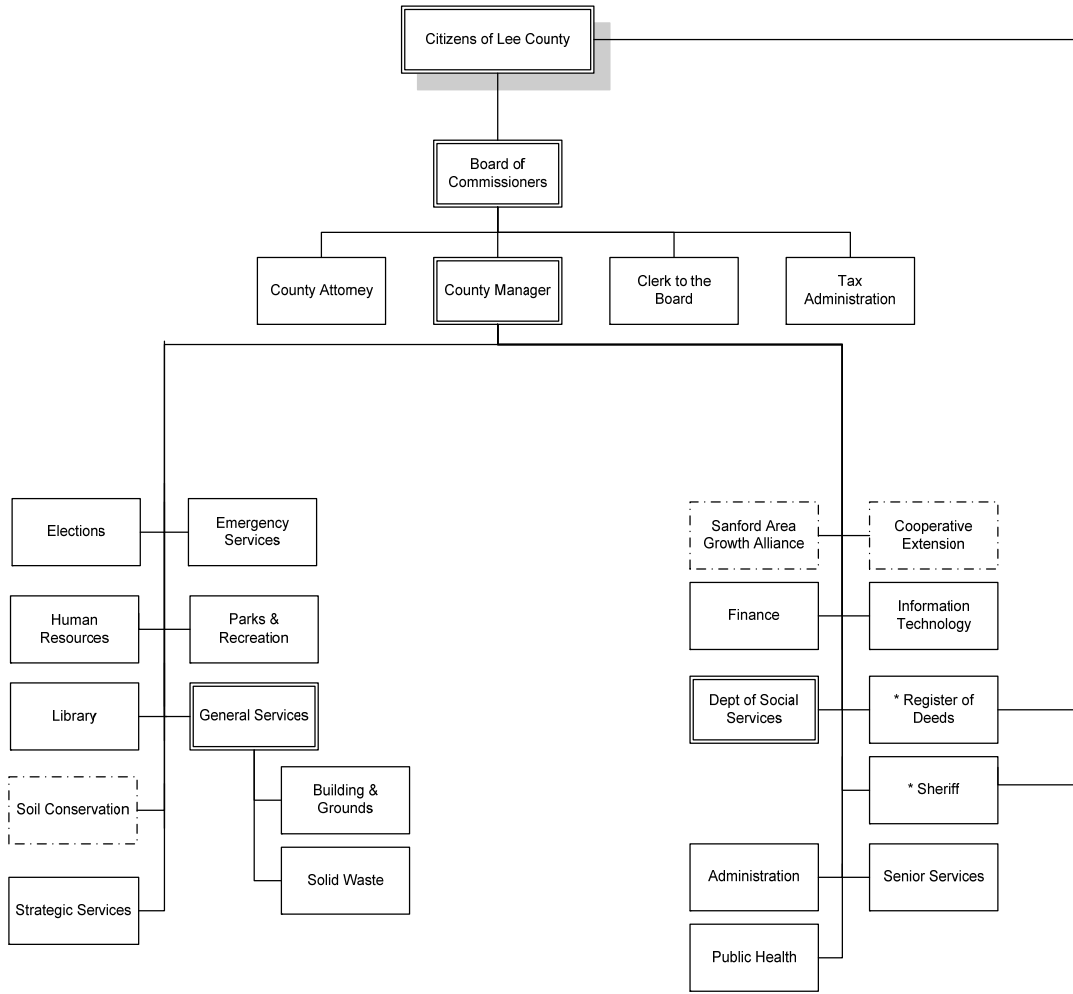 Citizens of Lee County
Board of
Commissioners
County Attorney
County Manager
Clerk to the
Board
Tax
Administration
Elections
Emergency
Services
Human
Resources
Parks &
Recreation
Library
General Services
Soil Conservation
Building &
Grounds
Strategic Services
Solid Waste
Sanford Area
Growth Alliance
Cooperative
Extension
Finance
Information
Technology
Dept of Social
Services
* Register of
Deeds
* Sheriff
Administration
Senior Services
Public Health